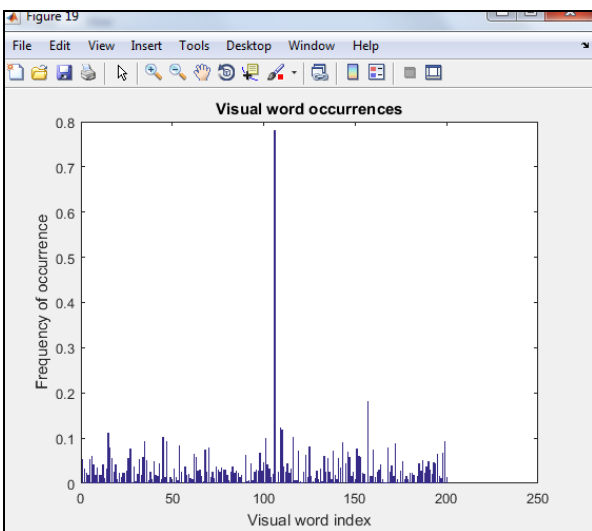 Figure 19
File Edit View Insert Tools Desktop Window Help
Visual word occurrences
0.8
0.7
0.6
0.5
0.4
0.3
0.2
0.1
0
Frequency of occurrence
0 50 100 150 200 250
Visual word index